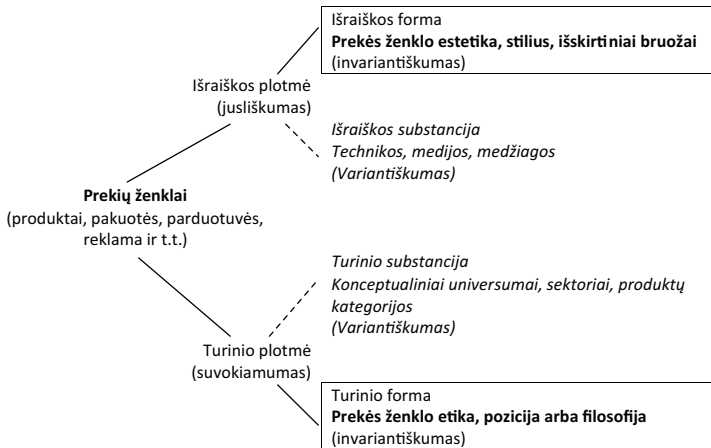 Išraiškos forma
Prekės ženklo estetika, stilius, išskirtiniai bruožai
(invariantiškumas)
Išraiškos plotmė
(jusliškumas)
Išraiškos substancija
Technikos, medijos, medžiagos
(Variantiškumas)
Prekių ženklai
(produktai, pakuotės, parduotuvės,
reklama ir t.t.)
Turinio substancija
Konceptualiniai universumai, sektoriai, produktų
kategorijos
(Variantiškumas)
Turinio plotmė
(suvokiamumas)
Turinio forma
Prekės ženklo etika, pozicija arba filosofija
(invariantiškumas)